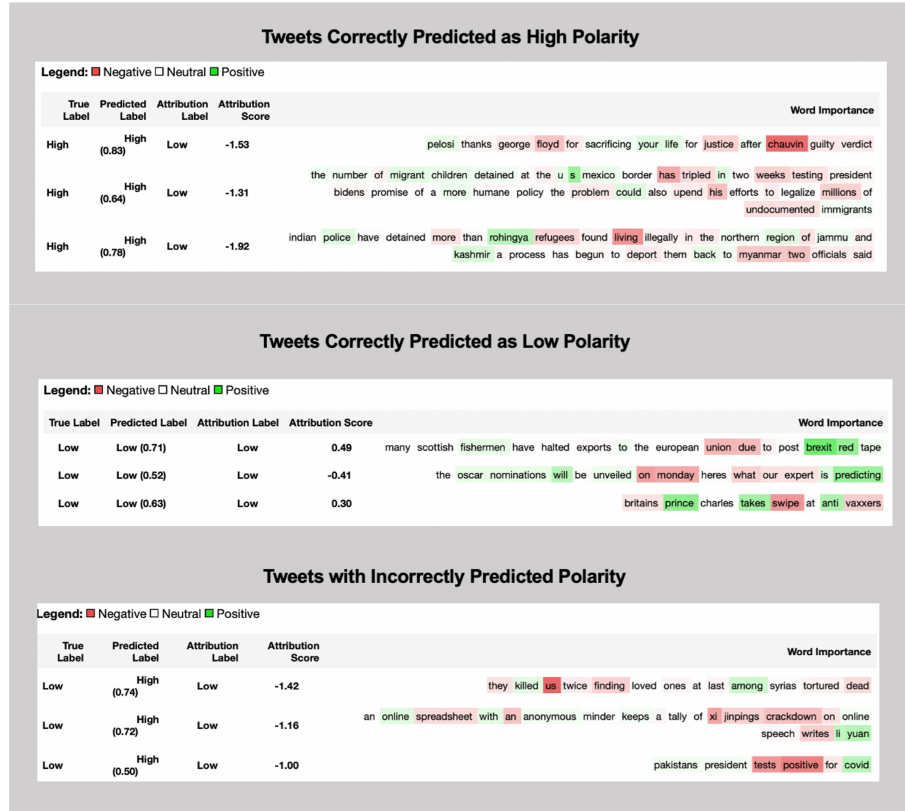 Tweets Correctly Predicted as High Polarity
Legend: Negative Neutral Positive
True Label Predicted Label Attribution Label Attribution Score Word Importance
High High (0.83) Low -1.53 pelosi thanks george floyd for sacrificing your life for justice after chauvin guilty verdict
High High (0.64) Low -1.31 the number of migrant children detained at the u s mexico border has tripled in two weeks testing president
bidens promise of a more humane policy the problem could also upend his efforts to legalize millions of
undocumented immigrants
High High (0.78) Low -1.92 indian police have detained more than rohingya refugees found living illegally in the northern region of jammu and
kashmir a process has begun to deport them back to myanmar two officials said
Tweets Correctly Predicted as Low Polarity
Legend: Negative Neutral Positive
True Label Predicted Label Attribution Label Attribution Score Word Importance
Low Low (0.71) Low 0.49 many scottish fishermen have halted exports to the european union due to post brexit red tape
Low Low (0.52) Low -0.41 the oscar nominations will be unveiled on monday heres what our expert is predicting
Low Low (0.63) Low 0.30 britains prince charles takes swipe at anti vaxxers
Tweets with Incorrectly Predicted Polarity
Legend: Negative Neutral Positive
True Label Predicted Label Attribution Label Attribution Score Word Importance
Low High (0.74) Low -1.42 they killed us twice finding loved ones at last among syrias tortured dead
Low High (0.72) Low -1.16 an online spreadsheet with an anonymous minder keeps a tally of xi jinpings crackdown on online
speech writes li yuan
Low High (0.50) Low -1.00 pakistans president tests positive for covid